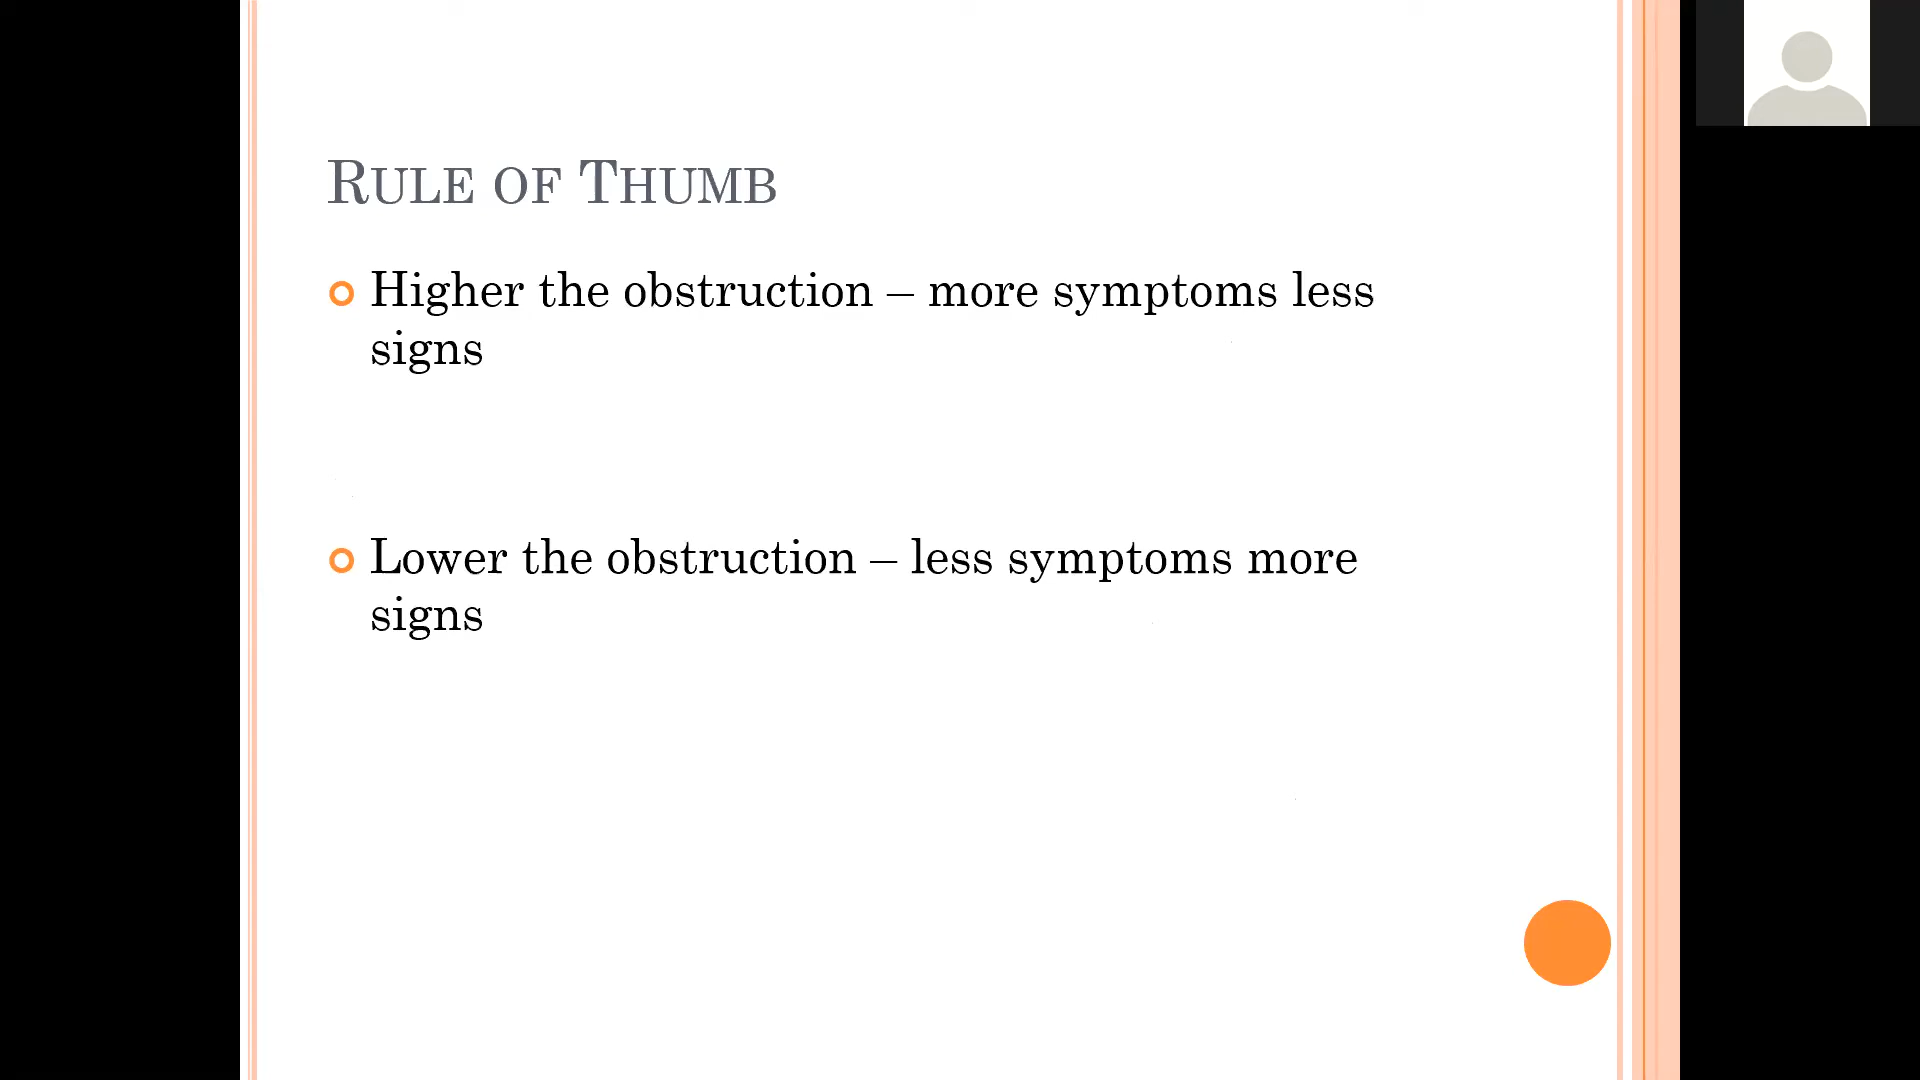 RULE OF THUMB
Higher the obstruction – more symptoms less
signs
Lower the obstruction – less symptoms more
signs